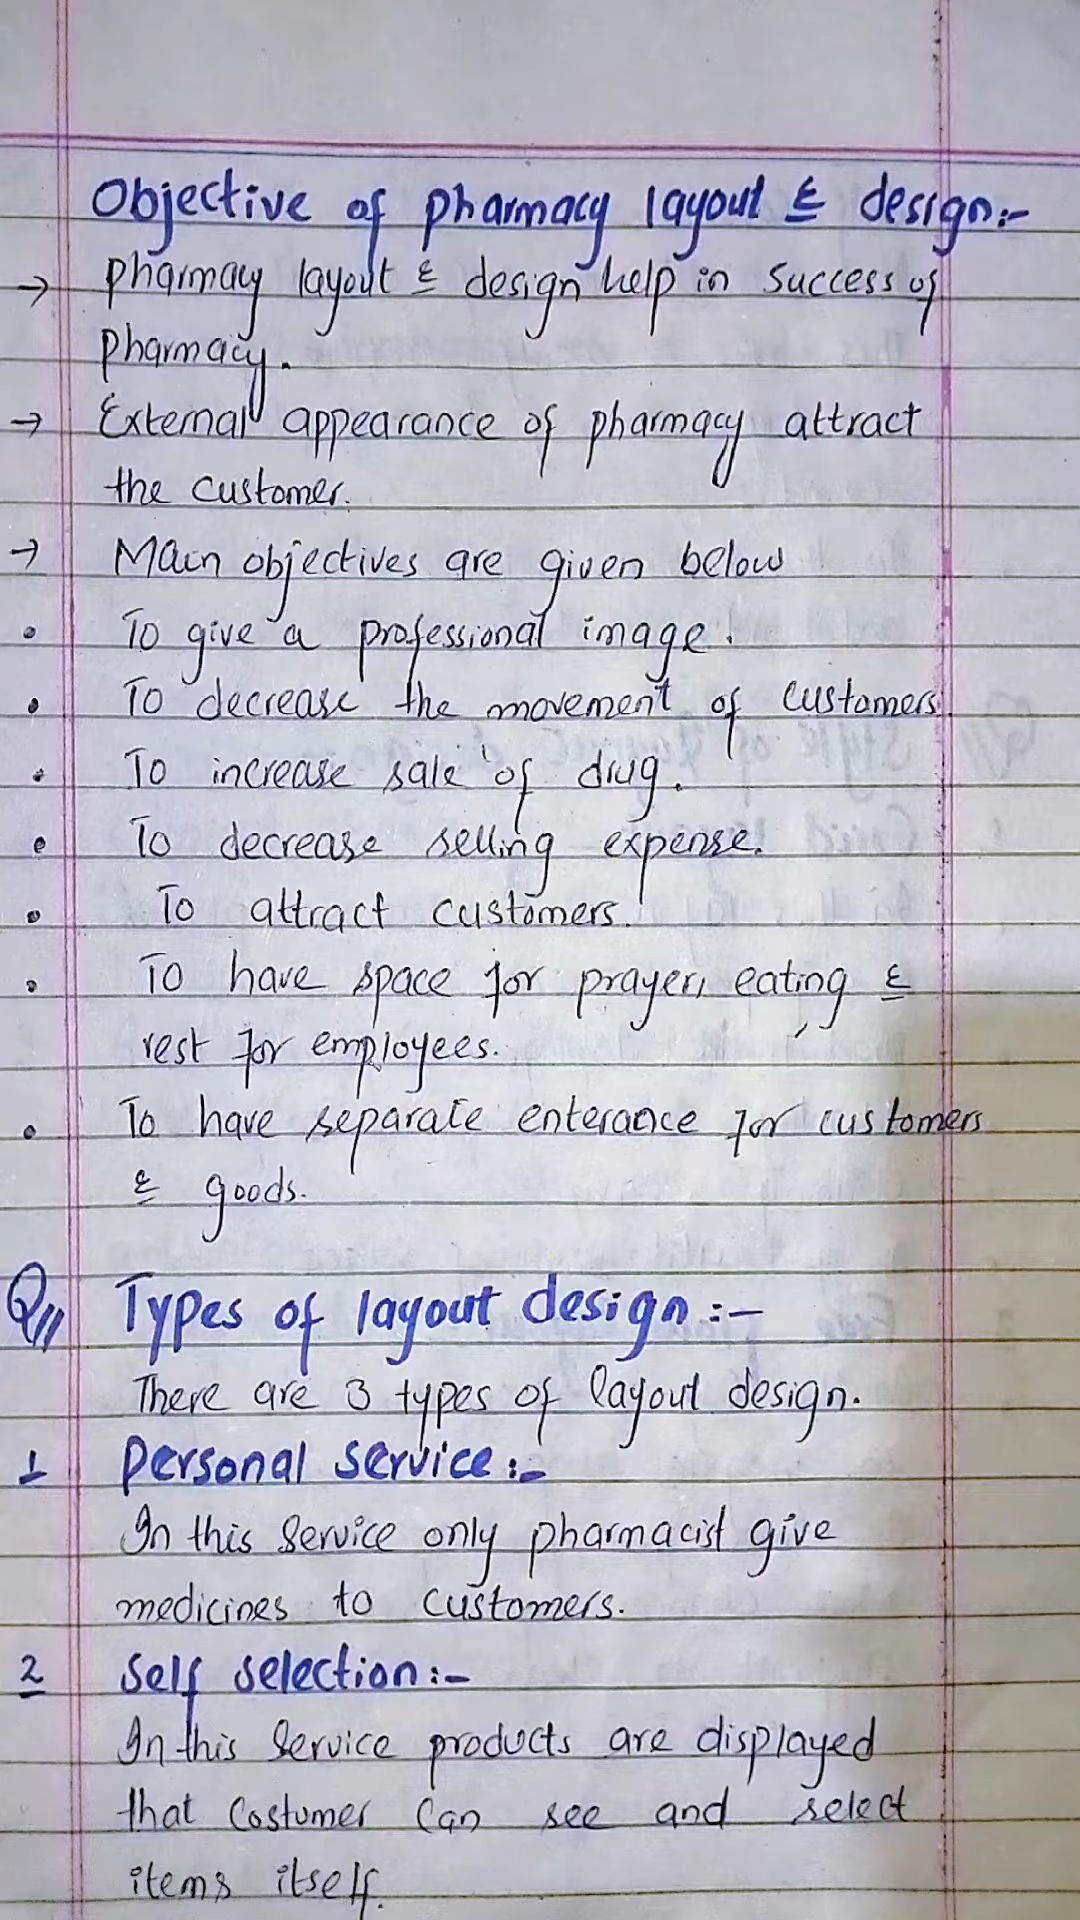 Objective of pharmacy layout & design:-
→ pharmacy layout & design help in success of
pharmacy.
→ External appearance of pharmacy attract
the customer.
→ Main objectives are given below
• To give a professional image.
• To decrease the movement of customers.
• To increase sale of drug.
• To decrease selling expense.
• To attract customers.
• To have space for prayer, eating &
rest for employees.
• To have separate enterance for customers
& goods.
Q// Types of layout design:-
There are 3 types of layout design.
1 personal service:-
In this service only pharmacist give
medicines to customers.
2 self selection:-
In this service products are displayed
that costumer can see and select
items itself.